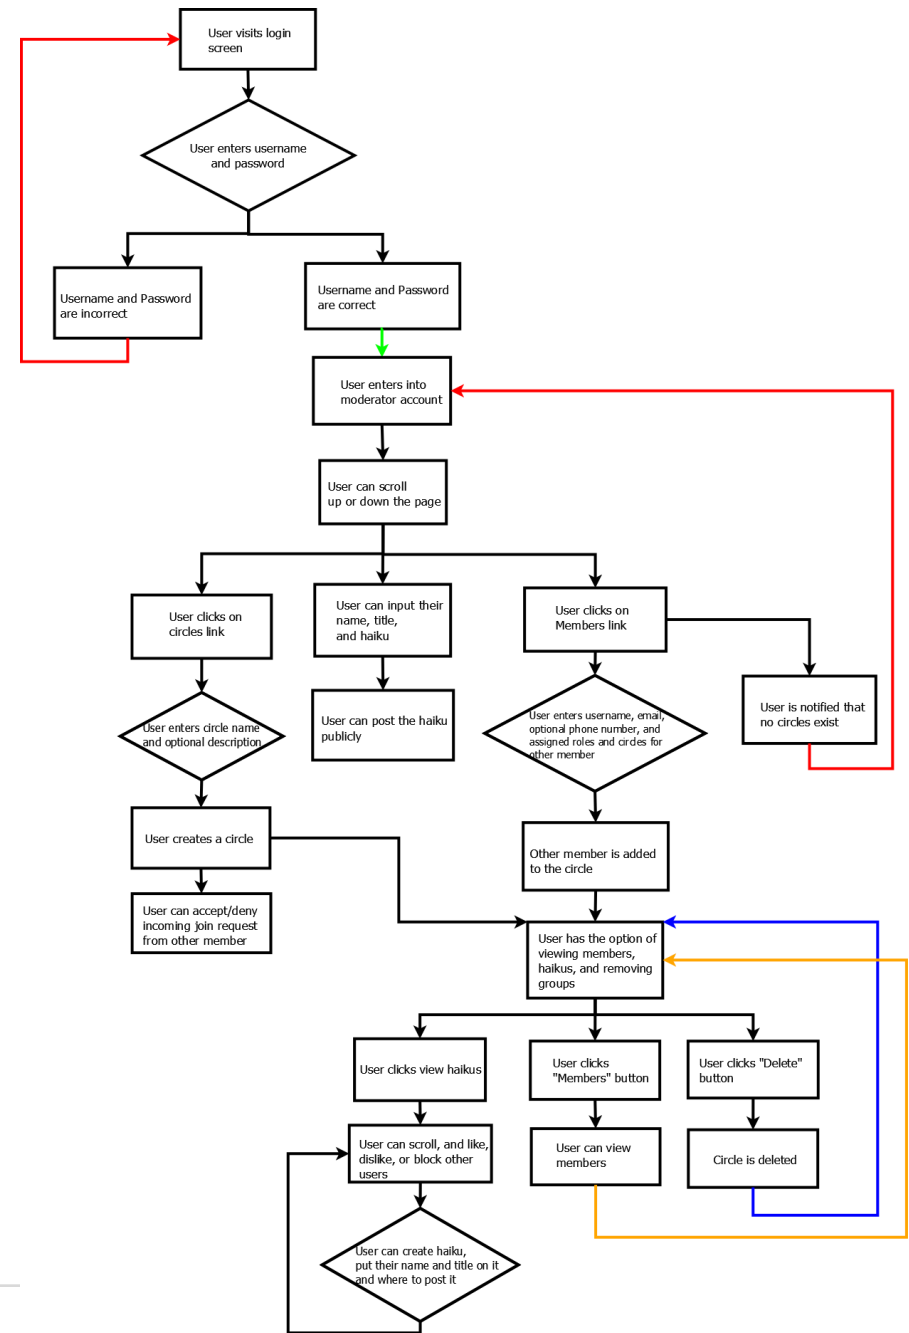 User visits login
screen
User enters username
and password
Username and Password
are incorrect
Username and Password
are correct
User enters into
moderator account
User can scroll
up or down the page
User clicks on
circles link
User can input their
name, title,
and haiku
User clicks on
Members link
User is notified that
no circles exist
User enters circle name
and optional description
User can post the haiku
publicly
User enters username, email,
optional phone number, and
assigned roles and circles for
other member
User creates a circle
Other member is added
to the circle
User can accept/deny
incoming join request
from other member
User has the option of
viewing members,
haikus, and removing
groups
User clicks view haikus
User clicks
"Members" button
User clicks "Delete"
button
User can scroll, and like,
dislike, or block other
users
User can view
members
Circle is deleted
User can create haiku,
put their name and title on it
and where to post it